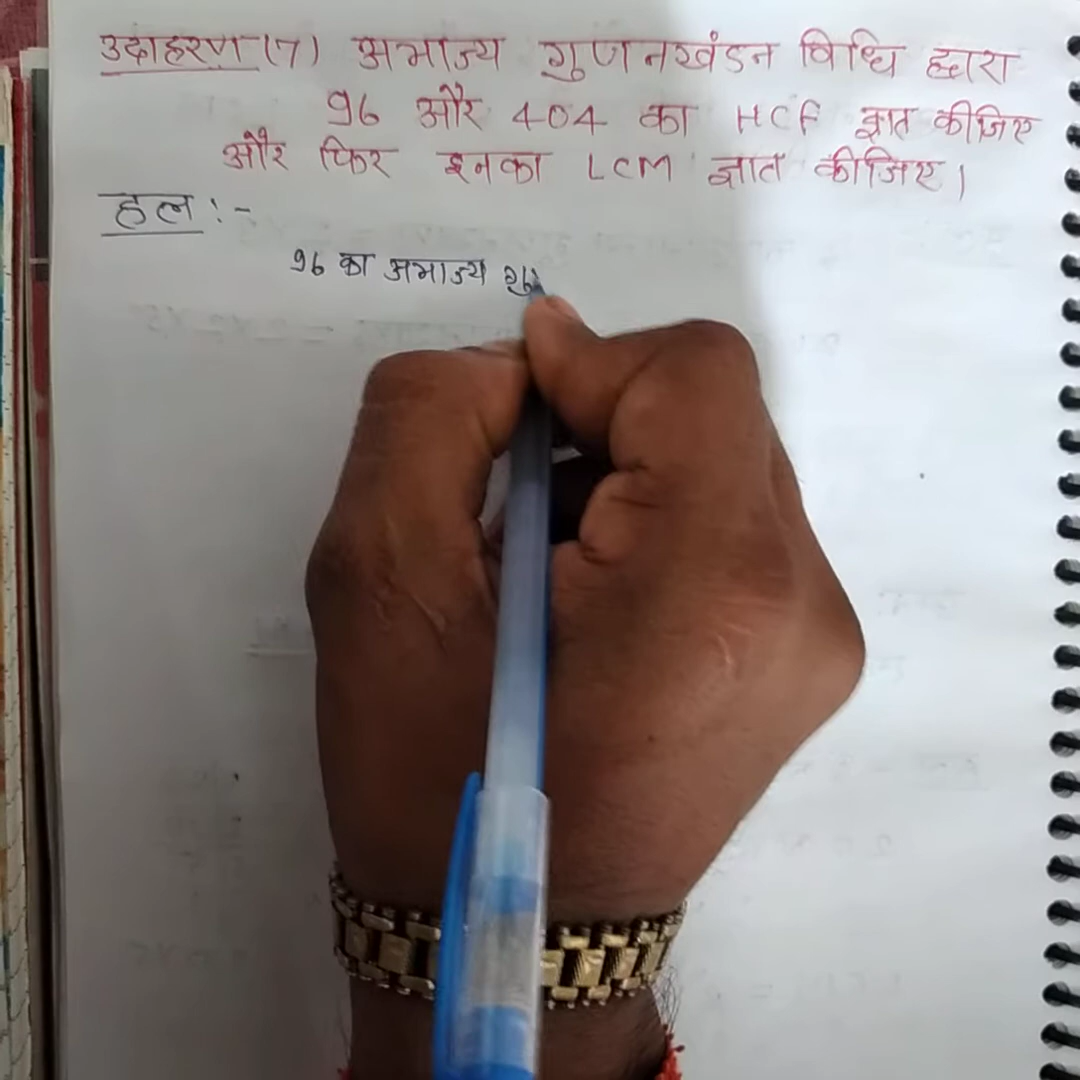 उदाहरण (7) अभाज्य गुणनखंडन विधि द्वारा
96 और 404 का HCF ज्ञात कीजिए
और फिर इनका LCM ज्ञात कीजिए।
हल :-
96 का अभाज्य गु